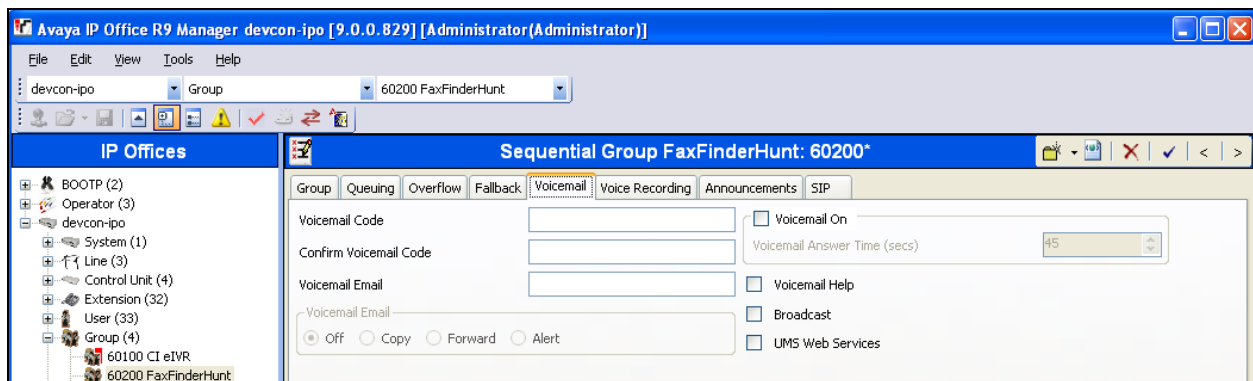 Avaya IP Office R9 Manager devcon-ipo [9.0.0.829] [Administrator(Administrator)]
File Edit View Tools Help
devcon-ipo Group 60200 FaxFinderHunt
IP Offices
Sequential Group FaxFinderHunt: 60200*
BOOTP (2)
Operator (3)
devcon-ipo
System (1)
Line (3)
Control Unit (4)
Extension (32)
User (33)
Group (4)
60100 CI eIVR
60200 FaxFinderHunt
Group Queuing Overflow Fallback Voicemail Voice Recording Announcements SIP
Voicemail Code
Confirm Voicemail Code
Voicemail Email
Voicemail Email
Off Copy Forward Alert
Voicemail On
Voicemail Answer Time (secs) 45
Voicemail Help
Broadcast
UMS Web Services